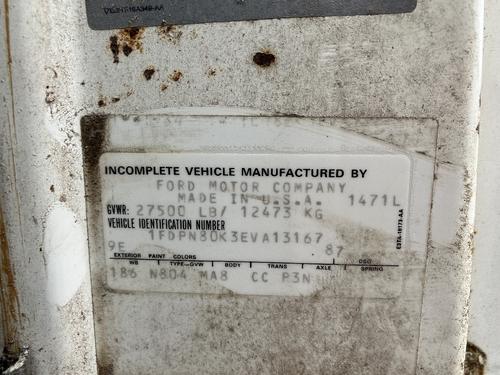 INCOMPLETE VEHICLE MANUFACTURED BY
FORD MOTOR COMPANY
MADE IN U.S.A. 1471L
GVWR: 27500 LB/ 12473 KG
VEHICLE IDENTIFICATION NUMBER
1FDPN80K3EVA13167
9E 87
EXTERIOR PAINT COLORS DSO
WB TYPE-GVW BODY TRANS AXLE SPRING
186 N804 MA8 CC P3N